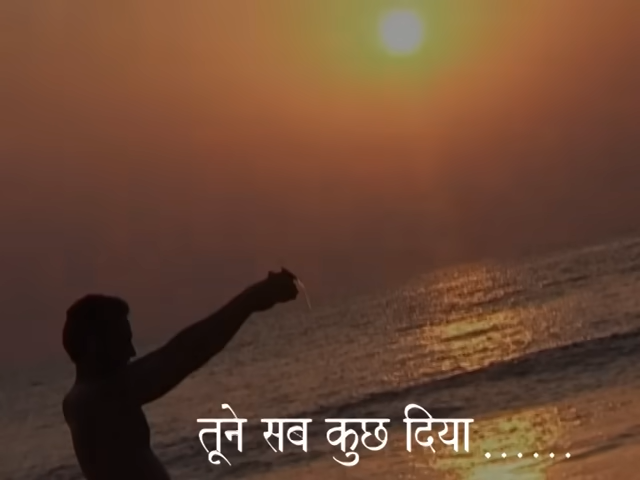 तूने सब कुछ दिया ......